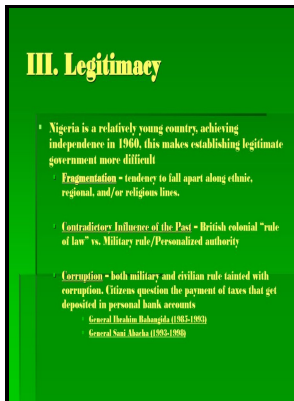 III. Legitimacy
Nigeria is a relatively young country, achieving
independence in 1960, this makes establishing legitimate
government more difficult
Fragmentation – tendency to fall apart along ethnic,
regional, and/or religious lines.
Contradictory Influence of the Past – British colonial "rule
of law" vs. Military rule/Personalized authority
Corruption – both military and civilian rule tainted with
corruption. Citizens question the payment of taxes that get
deposited in personal bank accounts
General Ibrahim Babangida (1985-1993)
General Sani Abacha (1993-1998)